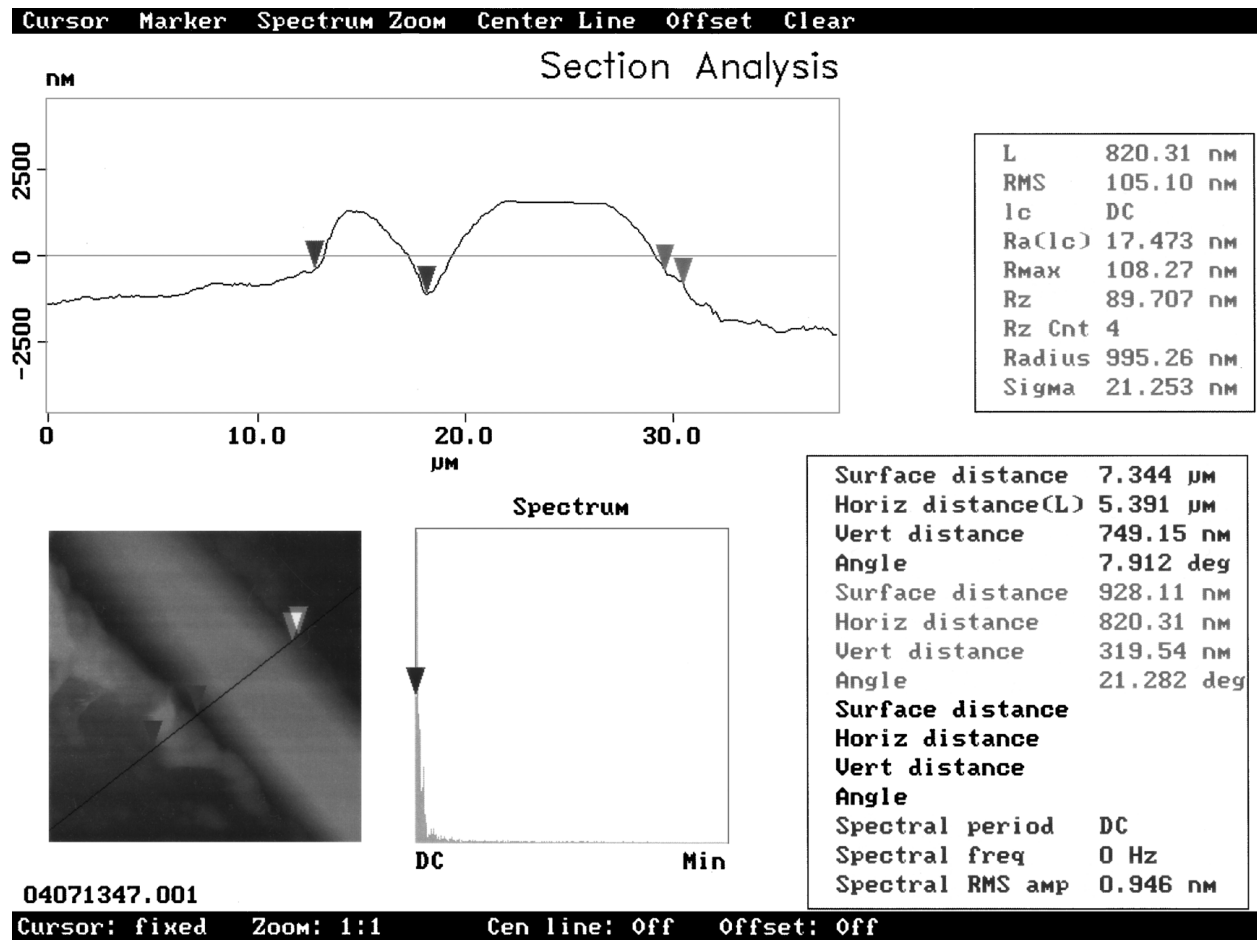 Cursor Marker Spectrum Zoom Center Line Offset Clear
Section Analysis
nM
2500
0
-2500
0 10.0 20.0 30.0
µM
L 820.31 nM
RMS 105.10 nM
lc DC
Ra(lc) 17.473 nM
Rmax 108.27 nM
Rz 89.707 nM
Rz Cnt 4
Radius 995.26 nM
Sigma 21.253 nM
Surface distance 7.344 µM
Horiz distance(L) 5.391 µM
Vert distance 749.15 nM
Angle 7.912 deg
Surface distance 928.11 nM
Horiz distance 820.31 nM
Vert distance 319.54 nM
Angle 21.282 deg
Surface distance
Horiz distance
Vert distance
Angle
Spectral period DC
Spectral freq 0 Hz
Spectral RMS amp 0.946 nM
Spectrum
DC Min
04071347.001
Cursor: fixed Zoom: 1:1 Cen line: Off Offset: Off